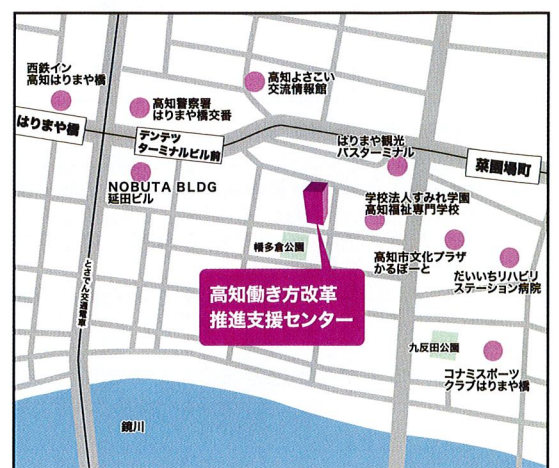 西鉄イン
高知はりまや橋
高知警察署
はりまや橋交番
高知よさこい
交流情報館
はりまや橋
デンテツ
ターミナルビル前
はりまや観光
バスターミナル
菜園場町
NOBUTA BLDG
延田ビル
学校法人すみれ学園
高知福祉専門学校
幡多倉公園
高知市文化プラザ
かるぽーと
だいいちリハビリ
ステーション病院
とさでん交通電車
高知働き方改革
推進支援センター
九反田公園
コナミスポーツ
クラブはりまや橋
鏡川